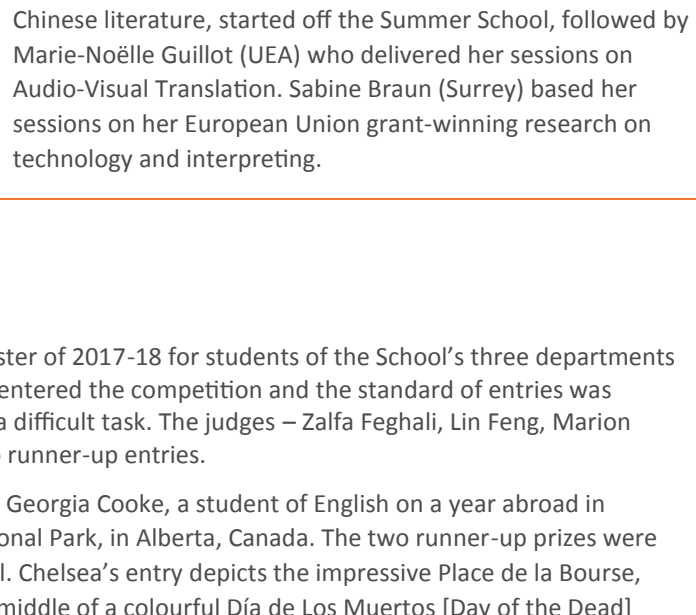 Chinese literature, started off the Summer School, followed by
Marie-Noëlle Guillot (UEA) who delivered her sessions on
Audio-Visual Translation. Sabine Braun (Surrey) based her
sessions on her European Union grant-winning research on
technology and interpreting.
ster of 2017-18 for students of the School’s three departments
entered the competition and the standard of entries was
a difficult task. The judges – Zalfa Feghali, Lin Feng, Marion
runner-up entries.
Georgia Cooke, a student of English on a year abroad in
onal Park, in Alberta, Canada. The two runner-up prizes were
l. Chelsea’s entry depicts the impressive Place de la Bourse,
middle of a colourful Día de Los Muertos [Day of the Dead]